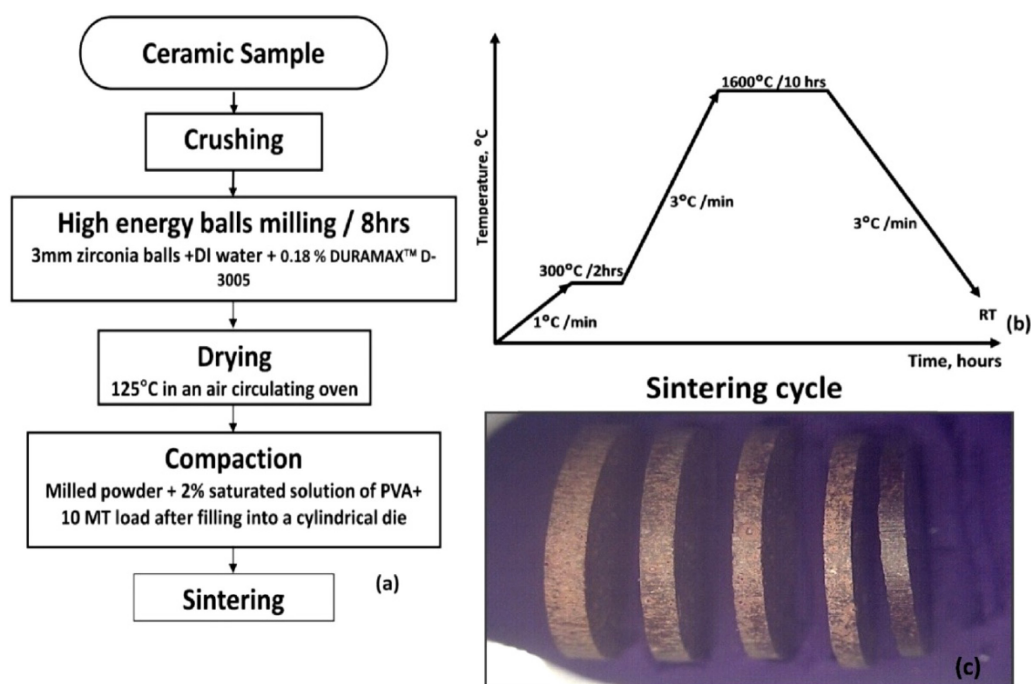 Ceramic Sample
Crushing
High energy balls milling / 8hrs
3mm zirconia balls +DI water + 0.18 % DURAMAX™ D-
3005
Drying
125°C in an air circulating oven
Compaction
Milled powder + 2% saturated solution of PVA+
10 MT load after filling into a cylindrical die
Sintering
(a)
Temperature, °C
1600°C /10 hrs
3°C /min
3°C /min
300°C /2hrs
1°C /min
RT
(b)
Time, hours
Sintering cycle
(c)